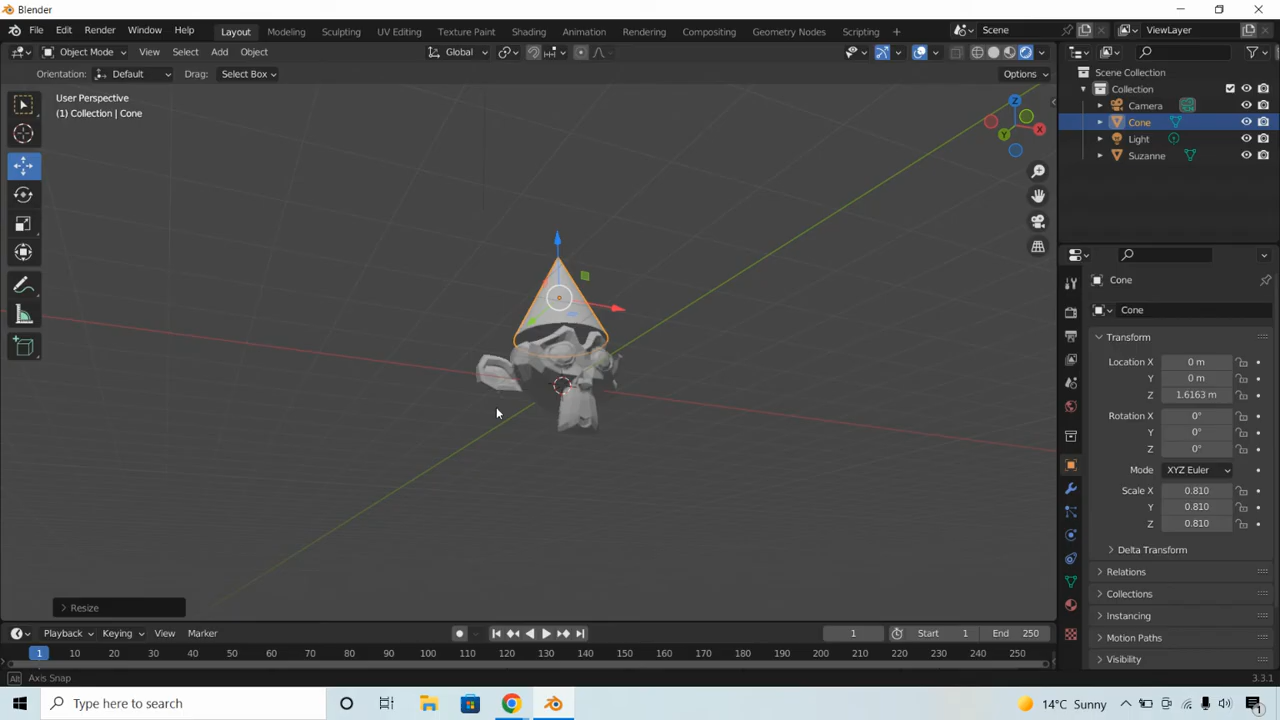 Blender
File Edit Render Window Help Layout Modeling Sculpting UV Editing Texture Paint Shading Animation Rendering Compositing Geometry Nodes Scripting + Scene ViewLayer
Object Mode View Select Add Object Global
Orientation: Default Drag: Select Box Options
User Perspective
(1) Collection | Cone
Z
X
Y
Scene Collection
Collection
Camera
Cone
Light
Suzanne
Cone
Cone
Transform
Location X 0 m
Y 0 m
Z 1.6163 m
Rotation X 0°
Y 0°
Z 0°
Mode XYZ Euler
Scale X 0.810
Y 0.810
Z 0.810
Delta Transform
Relations
Collections
Instancing
Motion Paths
Visibility
Resize
Playback Keying View Marker 1 Start 1 End 250
1 10 20 30 40 50 60 70 80 90 100 110 120 130 140 150 160 170 180 190 200 210 220 230 240 250
Alt Axis Snap 3.3.1
Type here to search 14°C Sunny 1